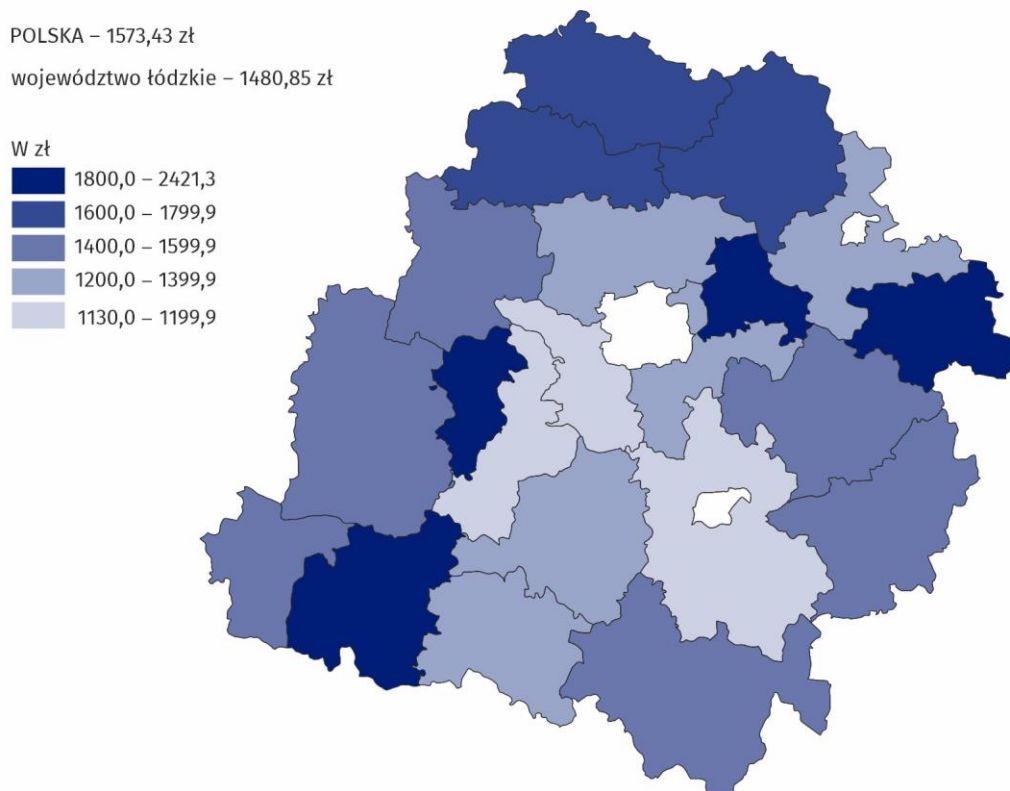 POLSKA – 1573,43 zł
województwo łódzkie – 1480,85 zł
W zł
1800,0 – 2421,3
1600,0 – 1799,9
1400,0 – 1599,9
1200,0 – 1399,9
1130,0 – 1199,9